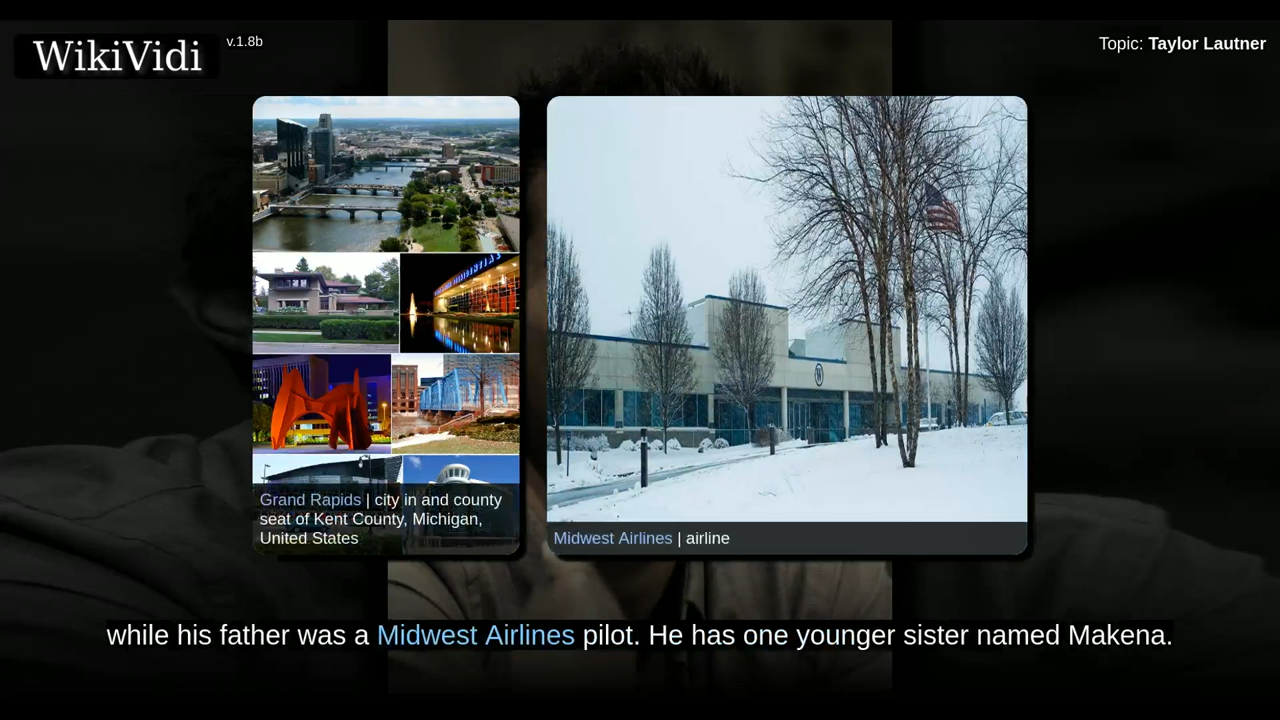 WikiVidi
v.1.8b
Topic: Taylor Lautner
Grand Rapids | city in and county
seat of Kent County, Michigan,
United States
Midwest Airlines | airline
while his father was a Midwest Airlines pilot. He has one younger sister named Makena.